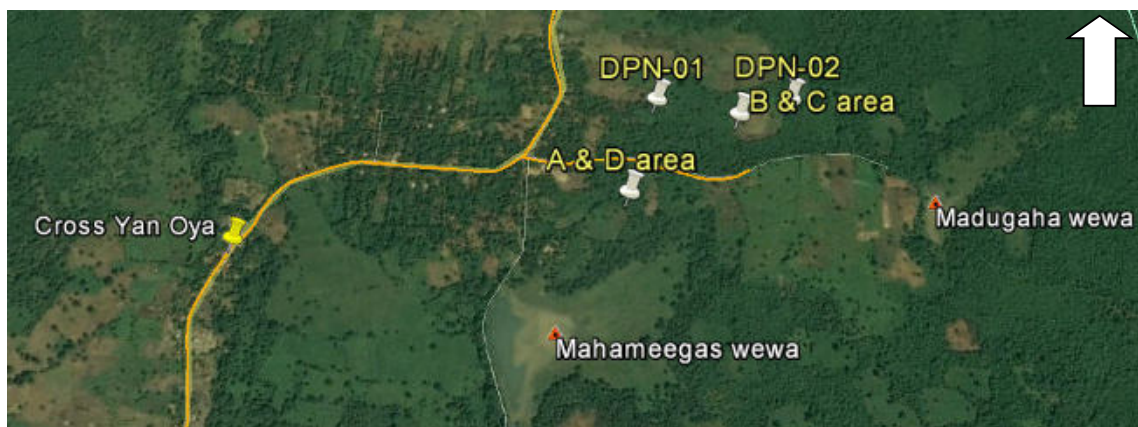 DPN-01
DPN-02
B & C area
A & D area
Cross Yan Oya
Madugaha wewa
Mahameegas wewa